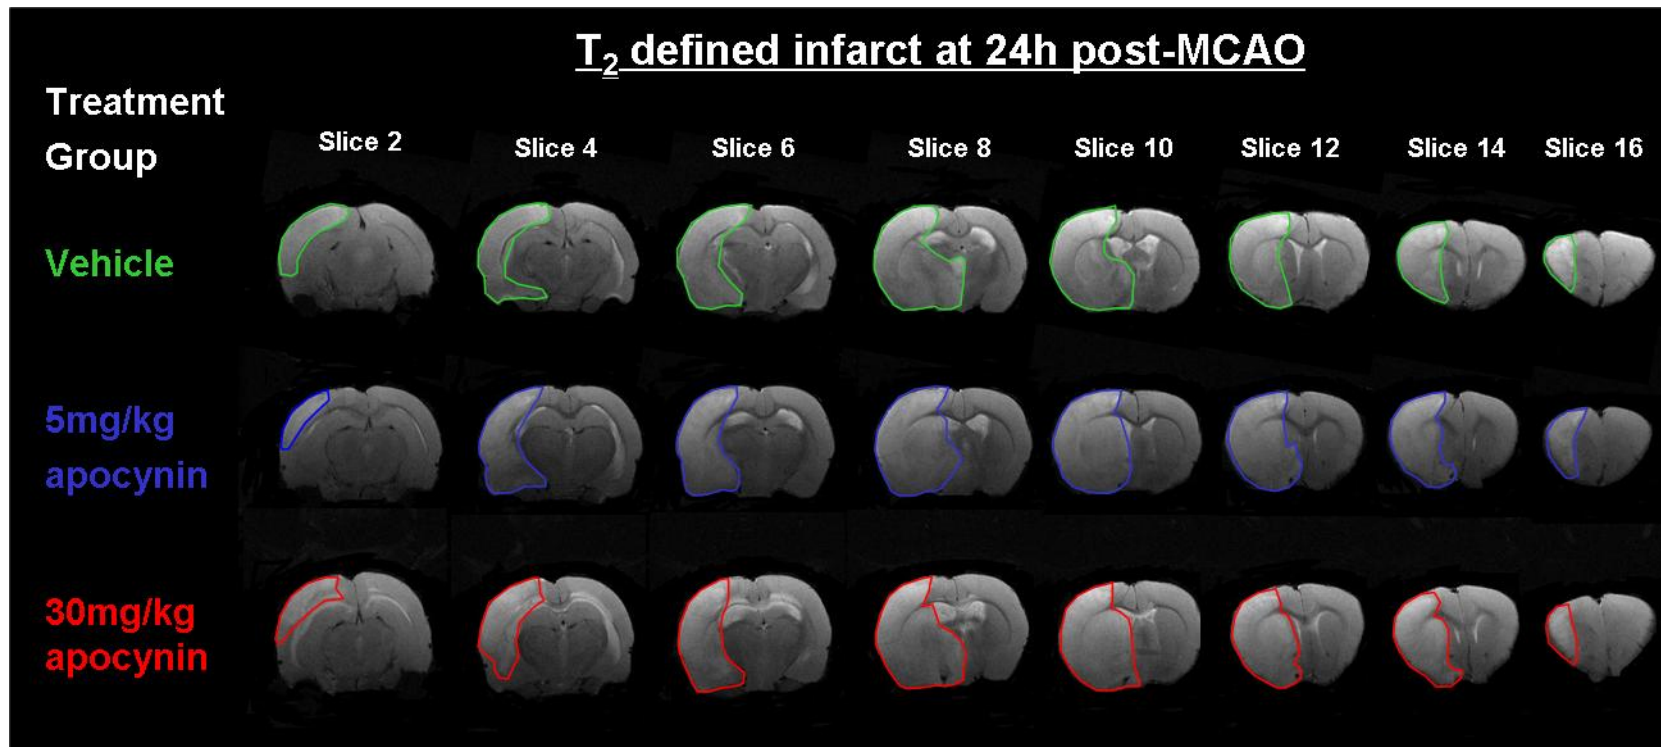 T2 defined infarct at 24h post-MCAO
Treatment
Group
Slice 2
Slice 4
Slice 6
Slice 8
Slice 10
Slice 12
Slice 14
Slice 16
Vehicle
5mg/kg
apocynin
30mg/kg
apocynin